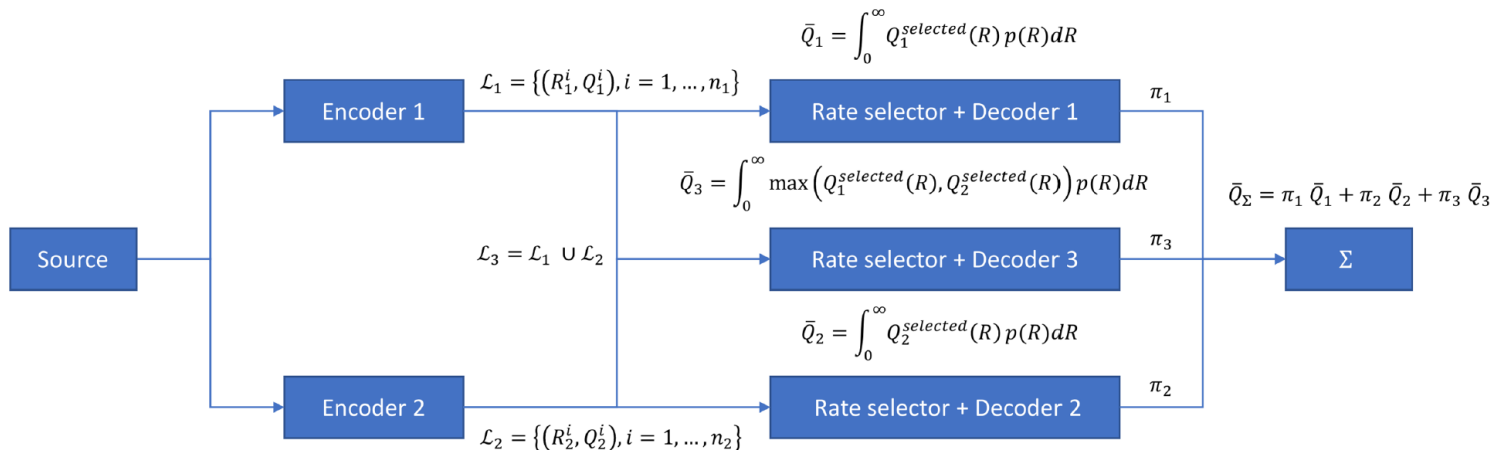 Q̄₁ = ∫₀^∞ Q₁^selected(R) p(R)dR
ℒ₁ = {(R₁ⁱ, Q₁ⁱ), i = 1, …, n₁}
Encoder 1
Rate selector + Decoder 1
π₁
Q̄₃ = ∫₀^∞ max(Q₁^selected(R), Q₂^selected(R)) p(R)dR
Q̄_Σ = π₁ Q̄₁ + π₂ Q̄₂ + π₃ Q̄₃
Source
ℒ₃ = ℒ₁ ∪ ℒ₂
Rate selector + Decoder 3
π₃
Σ
Q̄₂ = ∫₀^∞ Q₂^selected(R) p(R)dR
Encoder 2
Rate selector + Decoder 2
π₂
ℒ₂ = {(R₂ⁱ, Q₂ⁱ), i = 1, …, n₂}